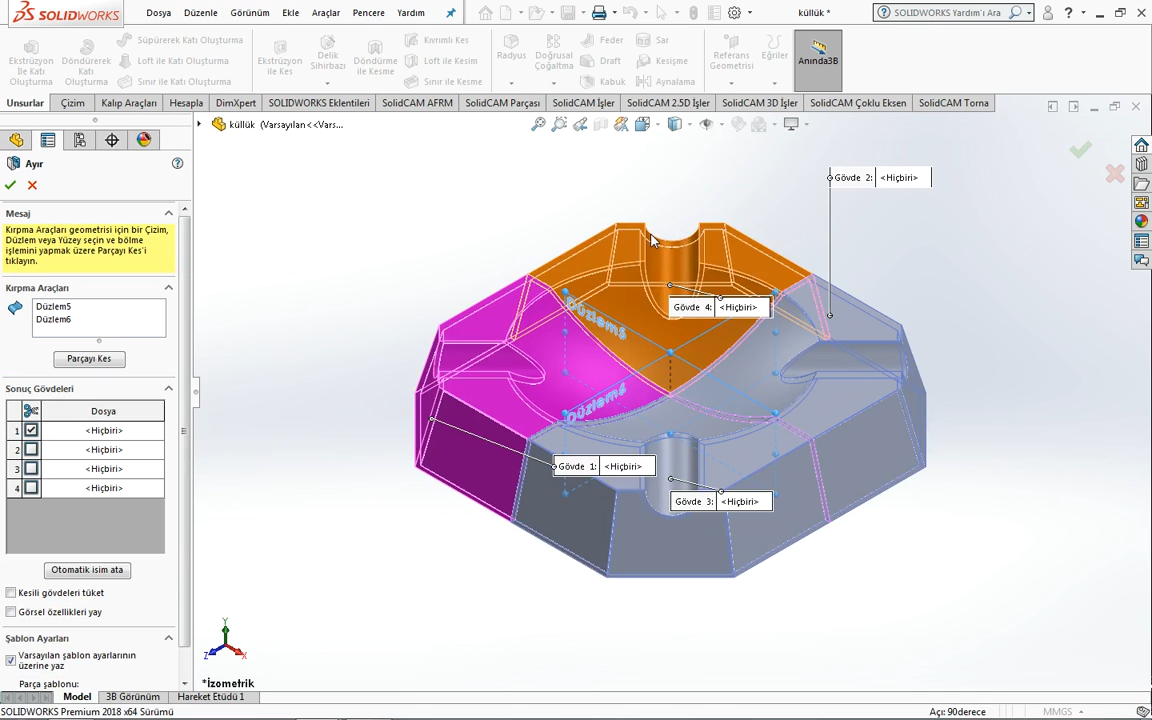 SOLIDWORKS
Dosya Düzenle Görünüm Ekle Araçlar Pencere Yardım
küllük *
SOLIDWORKS Yardım'ı Ara
Ekstrüzyon İle Katı Oluşturma
Döndürerek Katı Oluşturma
Süpürerek Katı Oluşturma
Loft ile Katı Oluşturma
Sınır ile Katı Oluşturma
Ekstrüzyon ile Kes
Delik Sihirbazı
Döndürme ile Kesme
Kıvrımlı Kes
Loft ile Kesim
Sınır ile Kesme
Radyus
Doğrusal Çoğaltma
Feder
Draft
Kabuk
Sar
Kesişme
Aynalama
Referans Geometrisi
Eğriler
Anında3B
Unsurlar Çizim Kalıp Araçları Hesapla DimXpert SOLIDWORKS Eklentileri SolidCAM AFRM SolidCAM Parçası SolidCAM İşler SolidCAM 2.5D İşler SolidCAM 3D İşler SolidCAM Çoklu Eksen SolidCAM Torna
küllük (Varsayılan<<Vars...
Ayır
Mesaj
Kırpma Araçları geometrisi için bir Çizim,
Düzlem veya Yüzey seçin ve bölme
işlemini yapmak üzere Parçayı Kes'i
tıklayın.
Kırpma Araçları
Düzlem5
Düzlem6
Parçayı Kes
Sonuç Gövdeleri
Dosya
1 <Hiçbiri>
2 <Hiçbiri>
3 <Hiçbiri>
4 <Hiçbiri>
Otomatik isim ata
Kesili gövdeleri tüket
Görsel özellikleri yay
Şablon Ayarları
Varsayılan şablon ayarlarının
üzerine yaz
Parça şablonu:
Gövde 2: <Hiçbiri>
Gövde 4: <Hiçbiri>
Gövde 1: <Hiçbiri>
Gövde 3: <Hiçbiri>
Y
Z
X
*İzometrik
Model 3B Görünüm Hareket Etüdü 1
SOLIDWORKS Premium 2018 x64 Sürümü
Açı: 90derece
MMGS